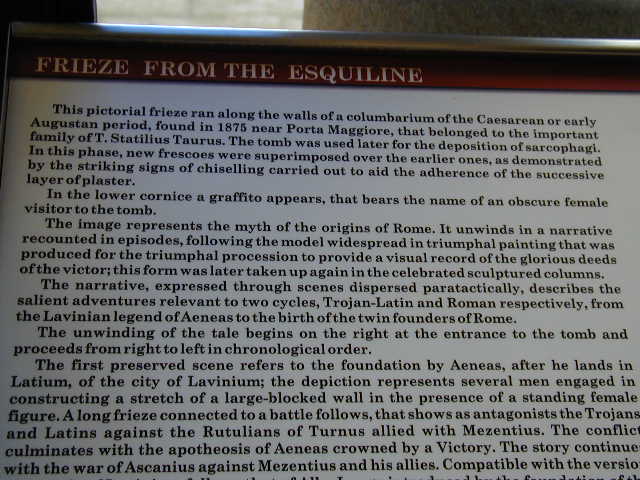 FRIEZE FROM THE ESQUILINE
This pictorial frieze ran along the walls of a columbarium of the Caesarean or early
Augustan period, found in 1875 near Porta Maggiore, that belonged to the important
family of T. Statilius Taurus. The tomb was used later for the deposition of sarcophagi.
In this phase, new frescoes were superimposed over the earlier ones, as demonstrated
by the striking signs of chiselling carried out to aid the adherence of the successive
layer of plaster.
In the lower cornice a graffito appears, that bears the name of an obscure female
visitor to the tomb.
The image represents the myth of the origins of Rome. It unwinds in a narrative
recounted in episodes, following the model widespread in triumphal painting that was
produced for the triumphal procession to provide a visual record of the glorious deeds
of the victor; this form was later taken up again in the celebrated sculptured columns.
The narrative, expressed through scenes dispersed paratactically, describes the
salient adventures relevant to two cycles, Trojan-Latin and Roman respectively, from
the Lavinian legend of Aeneas to the birth of the twin founders of Rome.
The unwinding of the tale begins on the right at the entrance to the tomb and
proceeds from right to left in chronological order.
The first preserved scene refers to the foundation by Aeneas, after he lands in
Latium, of the city of Lavinium; the depiction represents several men engaged in
constructing a stretch of a large-blocked wall in the presence of a standing female
figure. A long frieze connected to a battle follows, that shows as antagonists the Trojans
and Latins against the Rutulians of Turnus allied with Mezentius. The conflict
culminates with the apotheosis of Aeneas crowned by a Victory. The story continue
with the war of Ascanius against Mezentius and his allies. Compatible with the versio